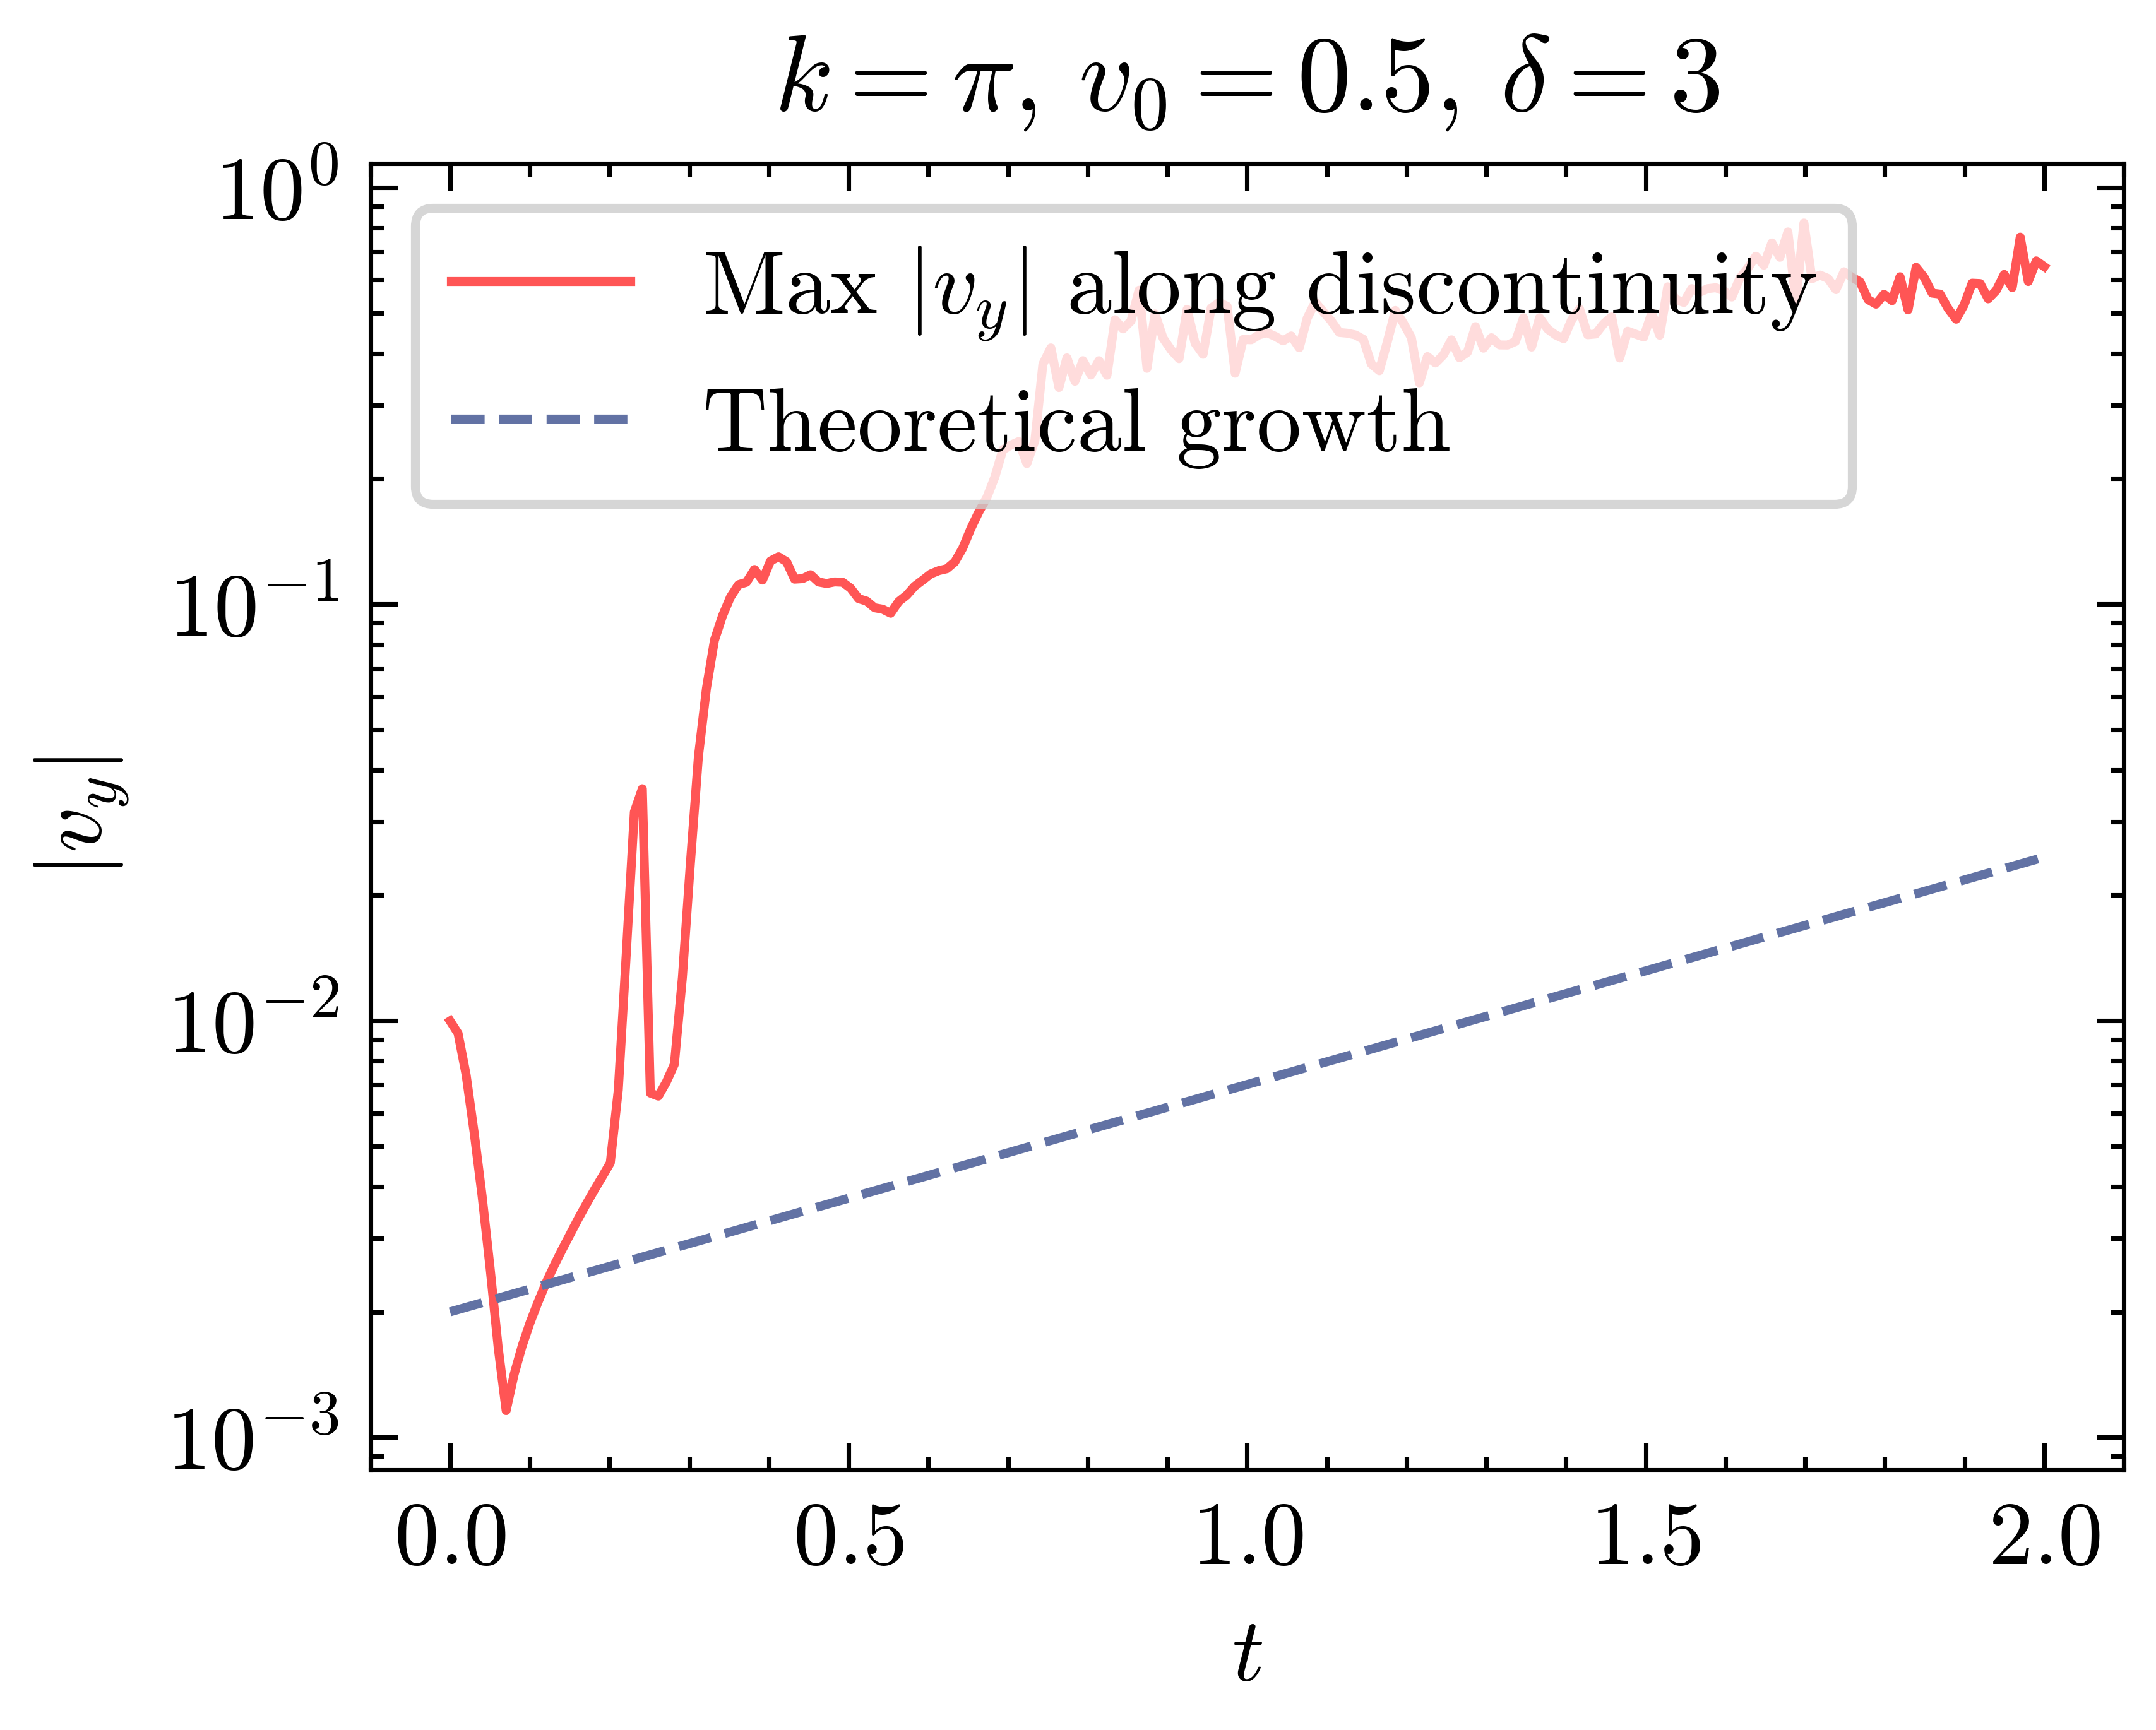 k = π, v₀ = 0.5, δ = 3
10⁰
Max |v_y| along discontinuity
Theoretical growth
10⁻¹
|v_y|
10⁻²
10⁻³
0.0 0.5 1.0 1.5 2.0
t